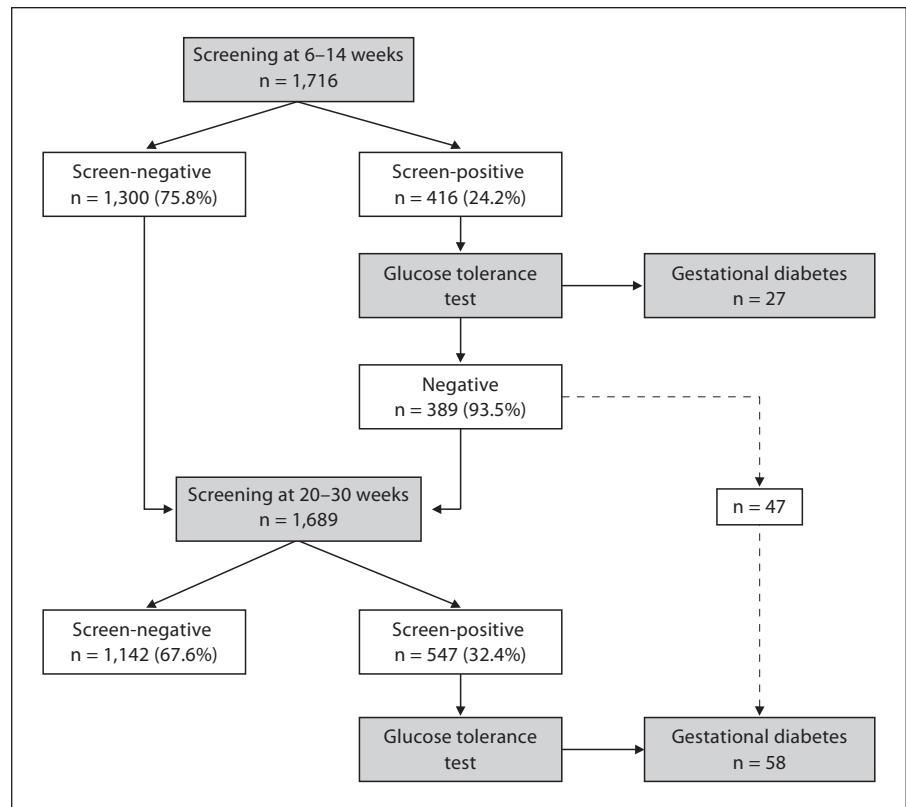 Screening at 6–14 weeks
n = 1,716
Screen-negative
n = 1,300 (75.8%)
Screen-positive
n = 416 (24.2%)
Glucose tolerance
test
Gestational diabetes
n = 27
Negative
n = 389 (93.5%)
Screening at 20–30 weeks
n = 1,689
n = 47
Screen-negative
n = 1,142 (67.6%)
Screen-positive
n = 547 (32.4%)
Glucose tolerance
test
Gestational diabetes
n = 58